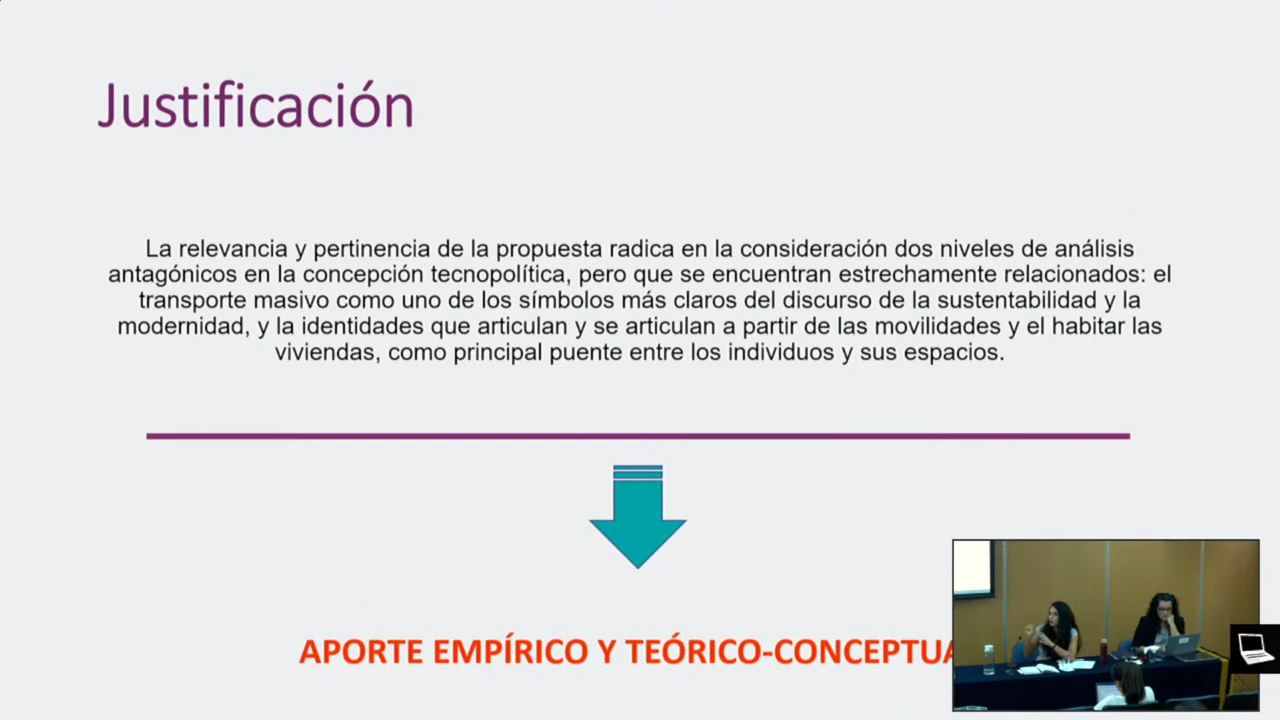 Justificación
La relevancia y pertinencia de la propuesta radica en la consideración dos niveles de análisis
antagónicos en la concepción tecnopolítica, pero que se encuentran estrechamente relacionados: el
transporte masivo como uno de los símbolos más claros del discurso de la sustentabilidad y la
modernidad, y la identidades que articulan y se articulan a partir de las movilidades y el habitar las
viviendas, como principal puente entre los individuos y sus espacios.
APORTE EMPÍRICO Y TEÓRICO-CONCEPTUA